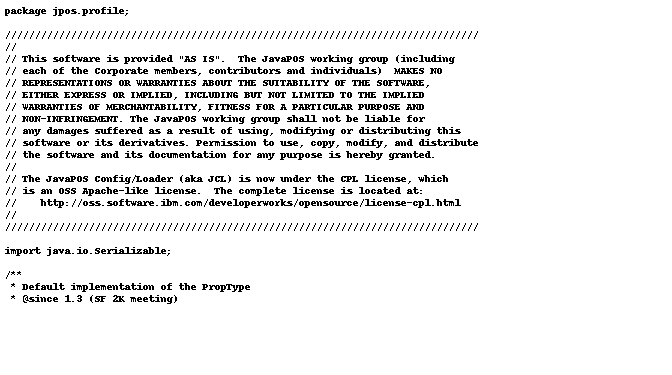 package jpos.profile;
///////////////////////////////////////////////////////////////////////////////
//
// This software is provided "AS IS".  The JavaPOS working group (including
// each of the Corporate members, contributors and individuals)  MAKES NO
// REPRESENTATIONS OR WARRANTIES ABOUT THE SUITABILITY OF THE SOFTWARE,
// EITHER EXPRESS OR IMPLIED, INCLUDING BUT NOT LIMITED TO THE IMPLIED
// WARRANTIES OF MERCHANTABILITY, FITNESS FOR A PARTICULAR PURPOSE AND
// NON-INFRINGEMENT. The JavaPOS working group shall not be liable for
// any damages suffered as a result of using, modifying or distributing this
// software or its derivatives. Permission to use, copy, modify, and distribute
// the software and its documentation for any purpose is hereby granted.
//
// The JavaPOS Config/Loader (aka JCL) is now under the CPL license, which
// is an OSS Apache-like license.  The complete license is located at:
//    http://oss.software.ibm.com/developerworks/opensource/license-cpl.html
//
///////////////////////////////////////////////////////////////////////////////
import java.io.Serializable;
/**
 * Default implementation of the PropType
 * @since 1.3 (SF 2K meeting)